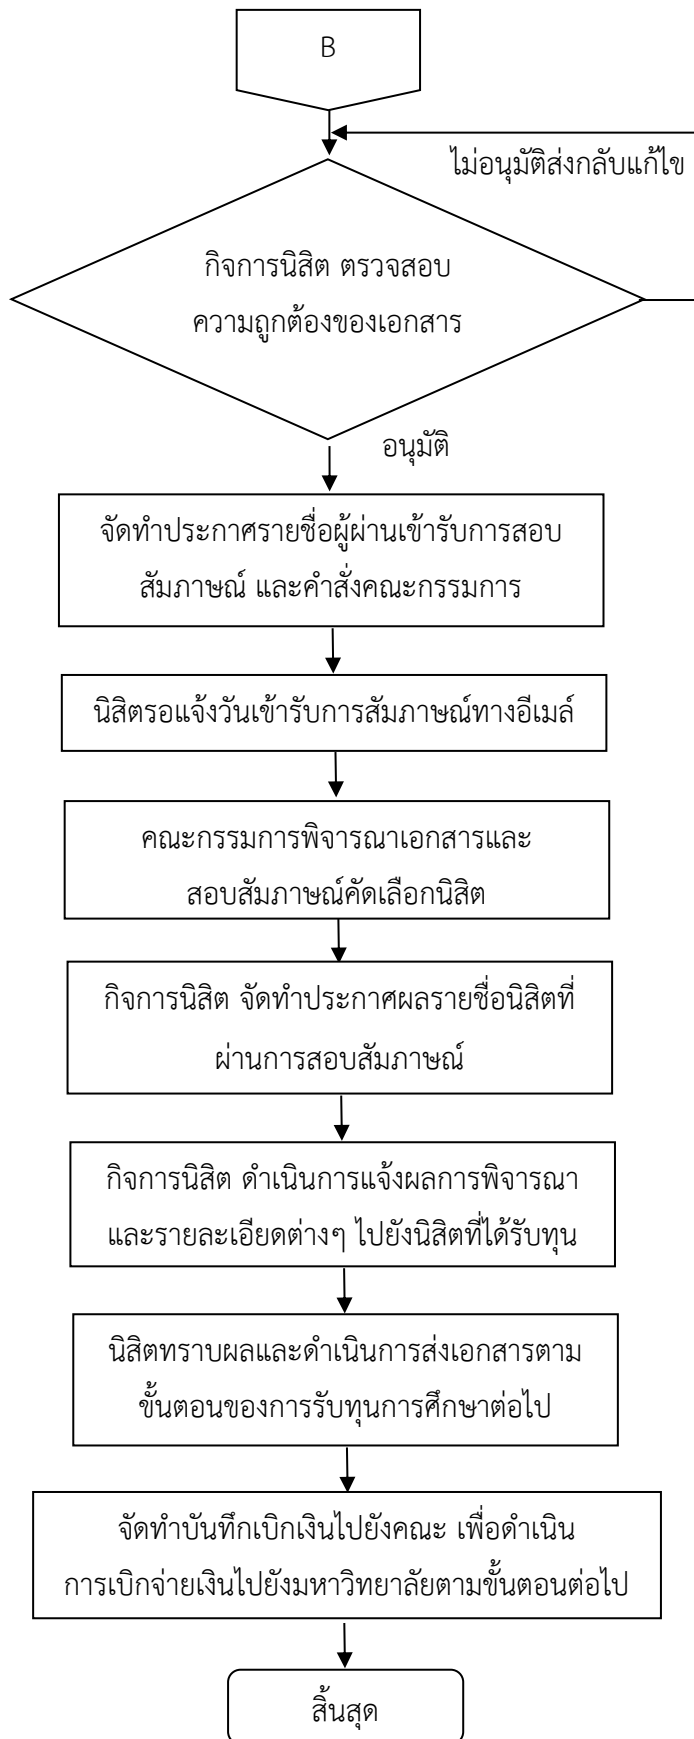 B
ไม่อนุมัติส่งกลับแก้ไข
กิจการนิสิต ตรวจสอบ
ความถูกต้องของเอกสาร
อนุมัติ
จัดทำประกาศรายชื่อผู้ผ่านเข้ารับการสอบ
สัมภาษณ์ และคำสั่งคณะกรรมการ
นิสิตรอแจ้งวันเข้ารับการสัมภาษณ์ทางอีเมล์
คณะกรรมการพิจารณาเอกสารและ
สอบสัมภาษณ์คัดเลือกนิสิต
กิจการนิสิต จัดทำประกาศผลรายชื่อนิสิตที่
ผ่านการสอบสัมภาษณ์
กิจการนิสิต ดำเนินการแจ้งผลการพิจารณา
และรายละเอียดต่างๆ ไปยังนิสิตที่ได้รับทุน
นิสิตทราบผลและดำเนินการส่งเอกสารตาม
ขั้นตอนของการรับทุนการศึกษาต่อไป
จัดทำบันทึกเบิกเงินไปยังคณะ เพื่อดำเนิน
การเบิกจ่ายเงินไปยังมหาวิทยาลัยตามขั้นตอนต่อไป
สิ้นสุด